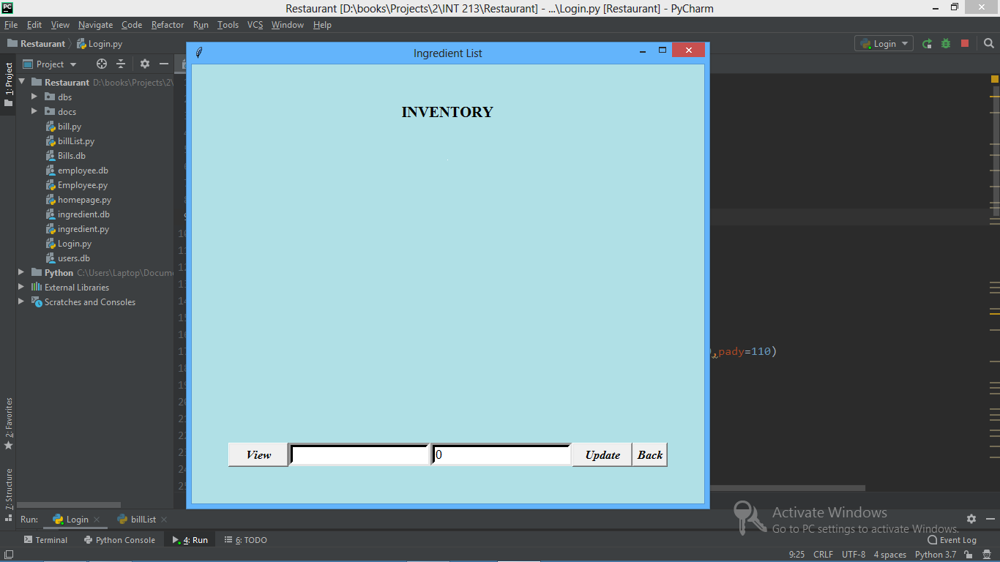 PC
Restaurant [D:\books\Projects\2\INT 213\Restaurant] - ...\Login.py [Restaurant] - PyCharm
File Edit View Navigate Code Refactor Run Tools VCS Window Help
Restaurant Login.py
Login
Project
1: Project
Restaurant D:\books\Projects\2\
dbs
docs
bill.py
billList.py
Bills.db
employee.db
Employee.py
homepage.py
ingredient.db
ingredient.py
Login.py
users.db
Python C:\Users\Laptop\Docume
External Libraries
Scratches and Consoles
2: Favorites
7: Structure
Ingredient List
INVENTORY
View 0 Update Back
,pady=110)
Run: Login billList
Activate Windows
Go to PC settings to activate Windows.
Terminal Python Console 4: Run 6: TODO Event Log
9:25 CRLF UTF-8 4 spaces Python 3.7